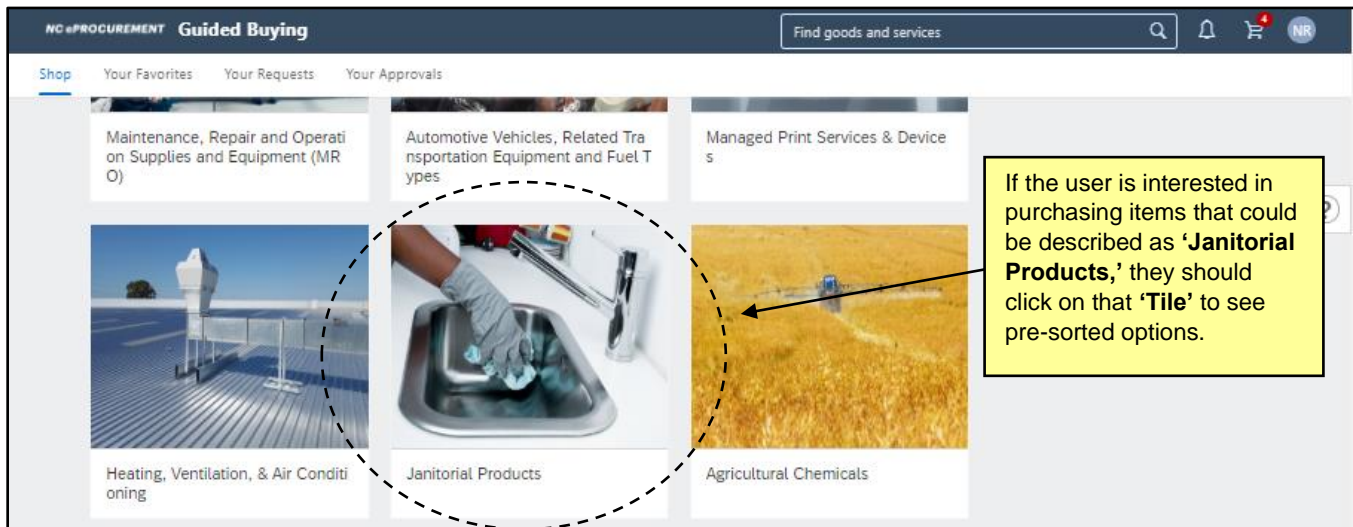 NC ePROCUREMENT Guided Buying
Find goods and services
4
NR
Shop Your Favorites Your Requests Your Approvals
Maintenance, Repair and Operati
on Supplies and Equipment (MR
O)
Automotive Vehicles, Related Tra
nsportation Equipment and Fuel T
ypes
Managed Print Services & Device
s
If the user is interested in
purchasing items that could
be described as ‘Janitorial
Products,’ they should
click on that ‘Tile’ to see
pre-sorted options.
?
Heating, Ventilation, & Air Conditi
oning
Janitorial Products
Agricultural Chemicals